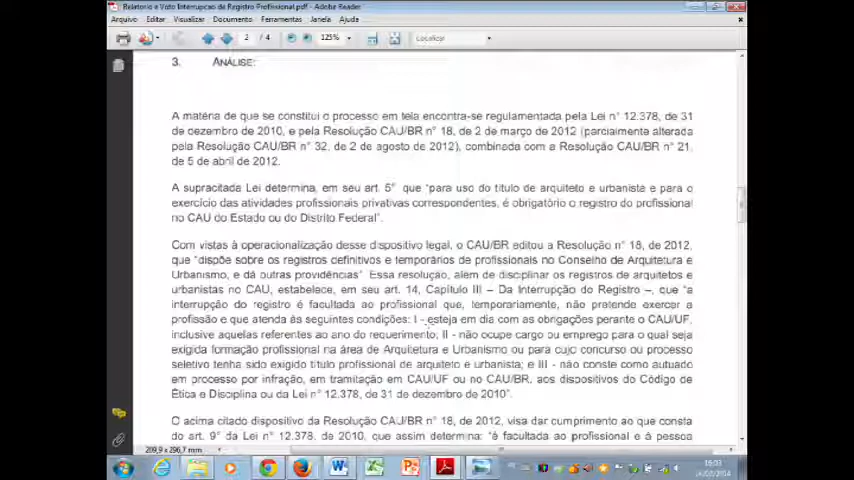 Relatorio e Voto Interrupcao de Registro Profissional.pdf - Adobe Reader
Arquivo Editar Visualizar Documento Ferramentas Janela Ajuda
2 / 4 125% Localizar
3. ANÁLISE:
A matéria de que se constitui o processo em tela encontra-se regulamentada pela Lei n° 12.378, de 31
de dezembro de 2010, e pela Resolução CAU/BR n° 18, de 2 de março de 2012 (parcialmente alterada
pela Resolução CAU/BR n° 32, de 2 de agosto de 2012), combinada com a Resolução CAU/BR n° 21,
de 5 de abril de 2012.
A supracitada Lei determina, em seu art. 5° que "para uso do título de arquiteto e urbanista e para o
exercício das atividades profissionais privativas correspondentes, é obrigatório o registro do profissional
no CAU do Estado ou do Distrito Federal".
Com vistas à operacionalização desse dispositivo legal, o CAU/BR editou a Resolução n° 18, de 2012,
que "dispõe sobre os registros definitivos e temporários de profissionais no Conselho de Arquitetura e
Urbanismo, e dá outras providências" Essa resolução, além de disciplinar os registros de arquitetos e
urbanistas no CAU, estabelece, em seu art. 14, Capítulo III – Da Interrupção do Registro –, que "a
interrupção do registro é facultada ao profissional que, temporariamente, não pretende exercer a
profissão e que atenda às seguintes condições: I - esteja em dia com as obrigações perante o CAU/UF,
inclusive aquelas referentes ao ano do requerimento; II - não ocupe cargo ou emprego para o qual seja
exigida formação profissional na área de Arquitetura e Urbanismo ou para cujo concurso ou processo
seletivo tenha sido exigido título profissional de arquiteto e urbanista; e III - não conste como autuado
em processo por infração, em tramitação em CAU/UF ou no CAU/BR, aos dispositivos do Código de
Ética e Disciplina ou da Lei n° 12.378, de 31 de dezembro de 2010".
O acima citado dispositivo da Resolução CAU/BR n° 18, de 2012, visa dar cumprimento ao que consta
do art. 9° da Lei n° 12.378, de 2010, que assim determina: "é facultada ao profissional e à pessoa
209,9 x 296,7 mm
16:03